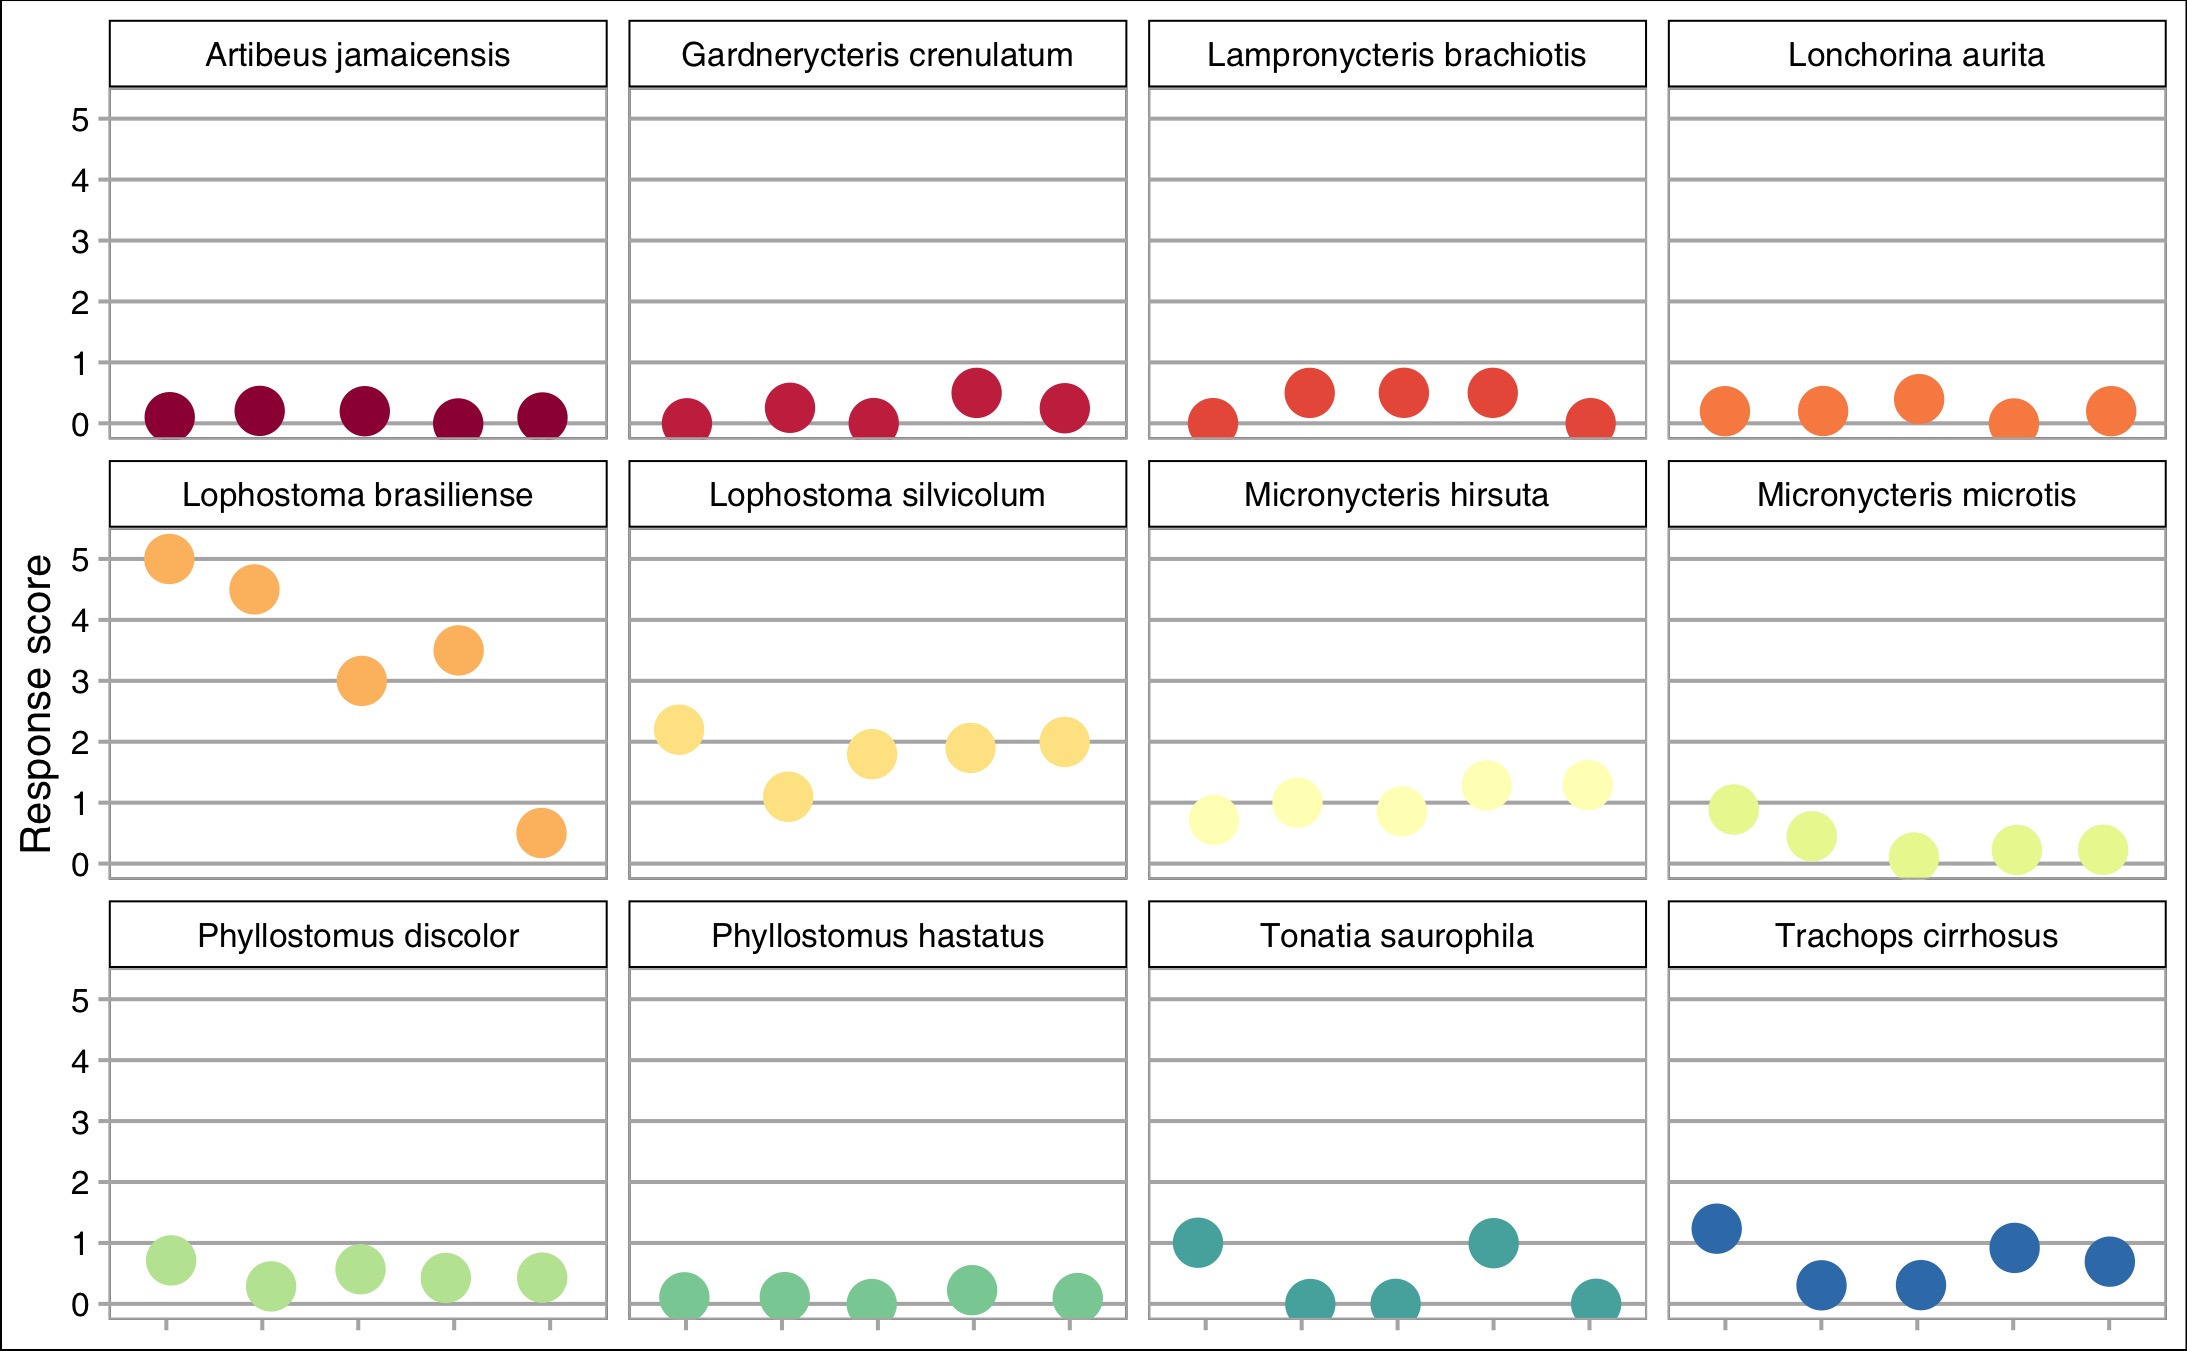 Artibeus jamaicensis
Gardnerycteris crenulatum
Lampronycteris brachiotis
Lonchorina aurita
5
4
3
2
1
0
Lophostoma brasiliense
Lophostoma silvicolum
Micronycteris hirsuta
Micronycteris microtis
Response score
5
4
3
2
1
0
Phyllostomus discolor
Phyllostomus hastatus
Tonatia saurophila
Trachops cirrhosus
5
4
3
2
1
0